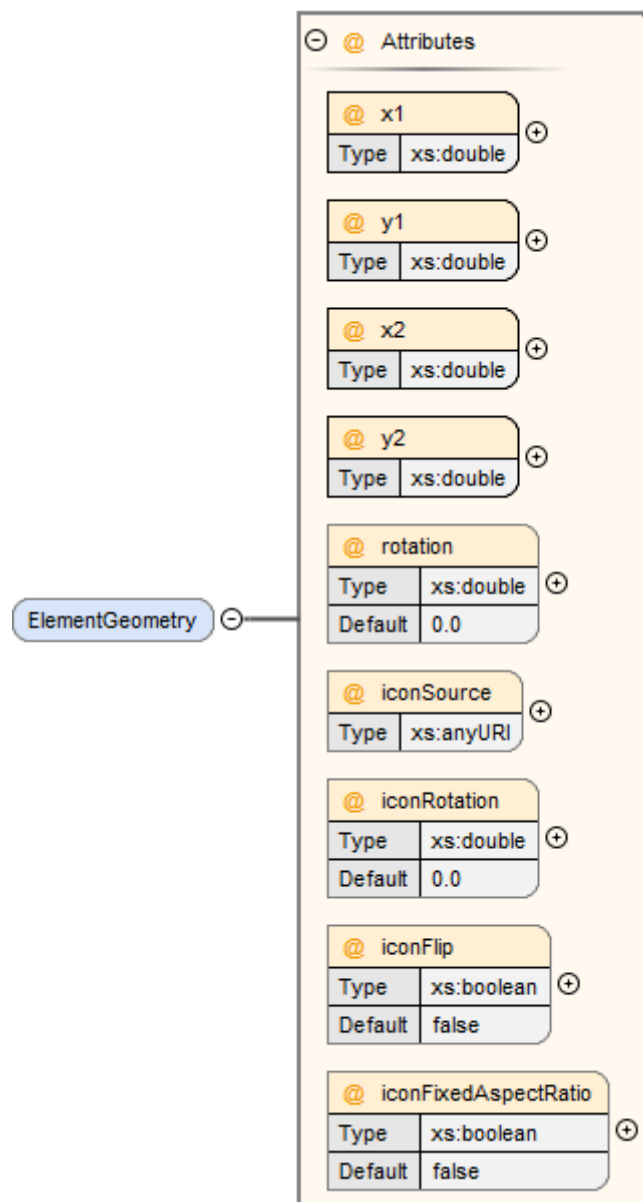 @ Attributes
@ x1
Type xs:double
@ y1
Type xs:double
@ x2
Type xs:double
@ y2
Type xs:double
@ rotation
Type xs:double
Default 0.0
ElementGeometry
@ iconSource
Type xs:anyURI
@ iconRotation
Type xs:double
Default 0.0
@ iconFlip
Type xs:boolean
Default false
@ iconFixedAspectRatio
Type xs:boolean
Default false